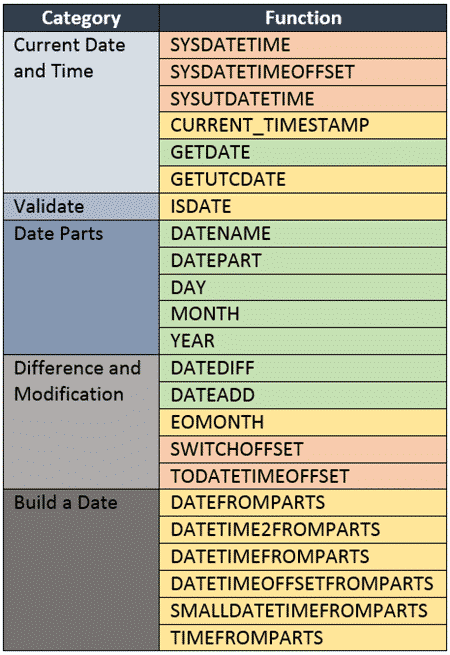 Category Function
Current Date SYSDATETIME
and Time SYSDATETIMEOFFSET
SYSUTDATETIME
CURRENT_TIMESTAMP
GETDATE
GETUTCDATE
Validate ISDATE
Date Parts DATENAME
DATEPART
DAY
MONTH
YEAR
Difference and DATEDIFF
Modification DATEADD
EOMONTH
SWITCHOFFSET
TODATETIMEOFFSET
Build a Date DATEFROMPARTS
DATETIME2FROMPARTS
DATETIMEFROMPARTS
DATETIMEOFFSETFROMPARTS
SMALLDATETIMEFROMPARTS
TIMEFROMPARTS